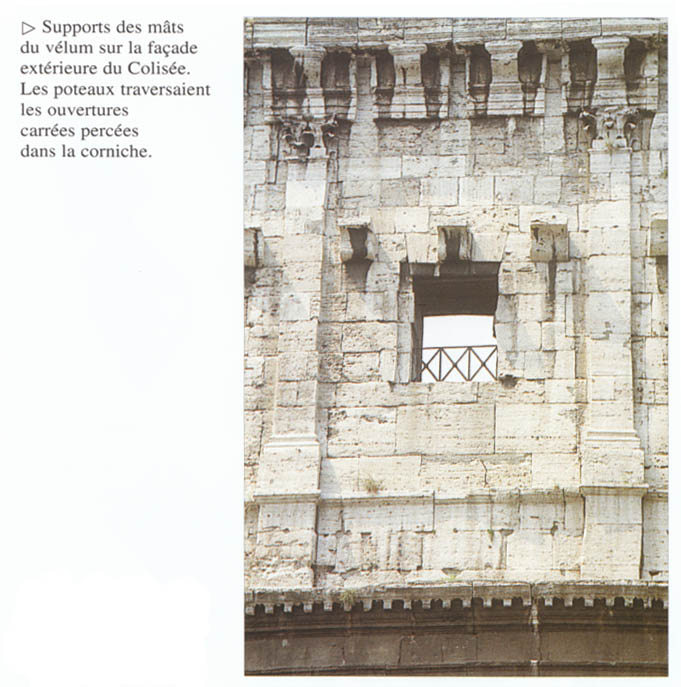 ▷ Supports des mâts
du vélum sur la façade
extérieure du Colisée.
Les poteaux traversaient
les ouvertures
carrées percées
dans la corniche.